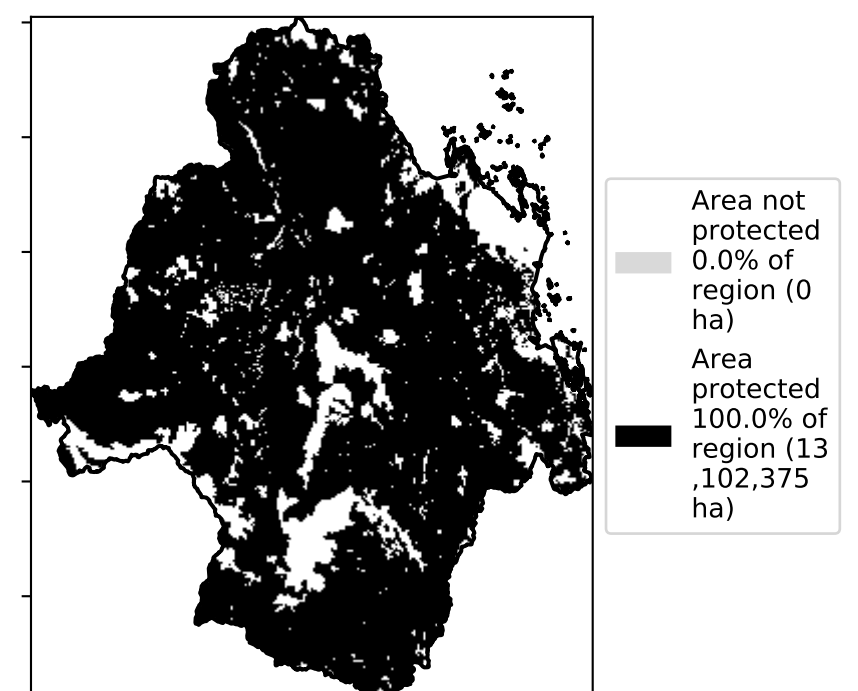 Area not
protected
0.0% of
region (0
ha)
Area
protected
100.0% of
region (13
,102,375
ha)